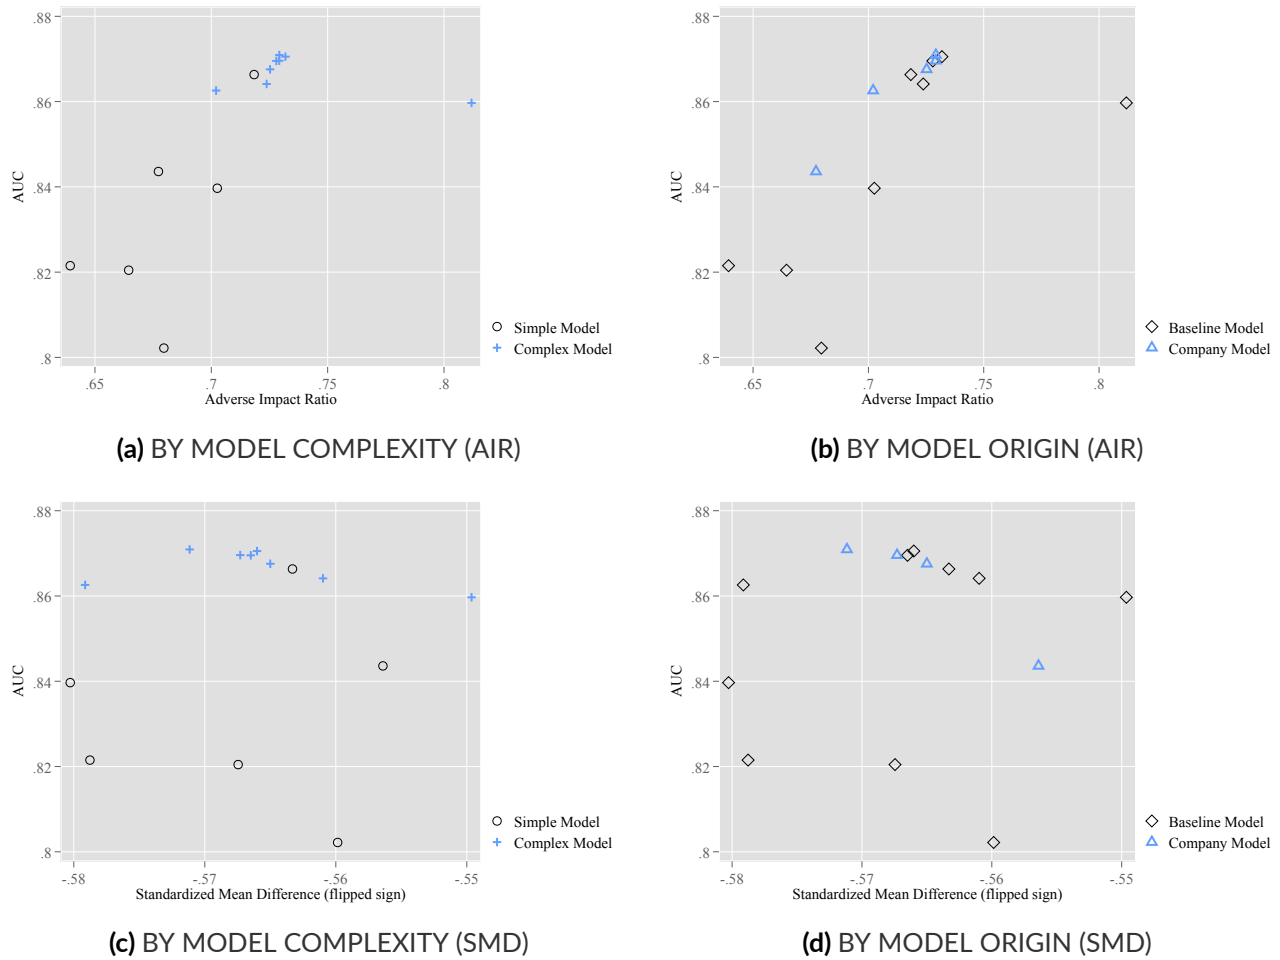 .88
.86
.84
.82
.8
AUC
.65 .7 .75 .8
Adverse Impact Ratio
Simple Model
Complex Model
(a) BY MODEL COMPLEXITY (AIR)
.88
.86
.84
.82
.8
AUC
.65 .7 .75 .8
Adverse Impact Ratio
Baseline Model
Company Model
(b) BY MODEL ORIGIN (AIR)
.88
.86
.84
.82
.8
AUC
-.58 -.57 -.56 -.55
Standardized Mean Difference (flipped sign)
Simple Model
Complex Model
(c) BY MODEL COMPLEXITY (SMD)
.88
.86
.84
.82
.8
AUC
-.58 -.57 -.56 -.55
Standardized Mean Difference (flipped sign)
Baseline Model
Company Model
(d) BY MODEL ORIGIN (SMD)